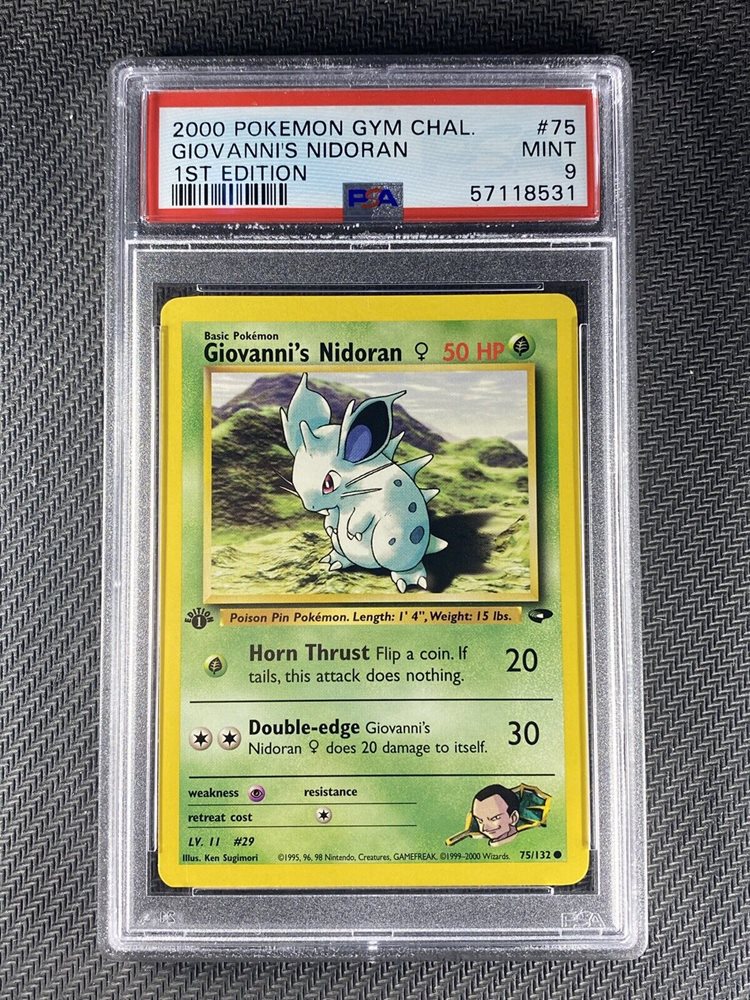 2000 POKEMON GYM CHAL. #75
GIOVANNI'S NIDORAN MINT
1ST EDITION 9
PSA 57118531
Basic Pokémon
Giovanni's Nidoran ♀ 50 HP
EDITION 1
Poison Pin Pokémon. Length: 1' 4", Weight: 15 lbs.
Horn Thrust Flip a coin. If 20
tails, this attack does nothing.
Double-edge Giovanni's 30
Nidoran ♀ does 20 damage to itself.
weakness resistance
retreat cost
LV. 11 #29
Illus. Ken Sugimori ©1995, 96, 98 Nintendo, Creatures, GAMEFREAK. ©1999-2000 Wizards. 75/132
PSA